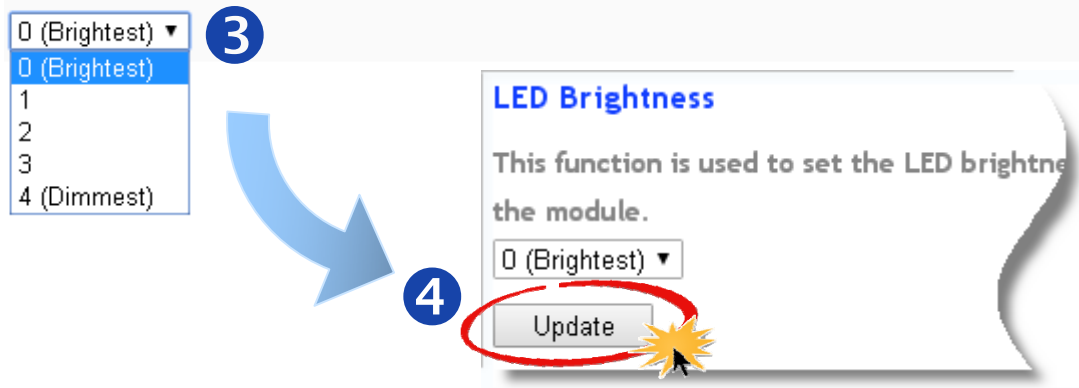 0 (Brightest) ▼
3
0 (Brightest)
1
2
3
4 (Dimmest)
LED Brightness
This function is used to set the LED brightne
the module.
0 (Brightest) ▼
4
Update